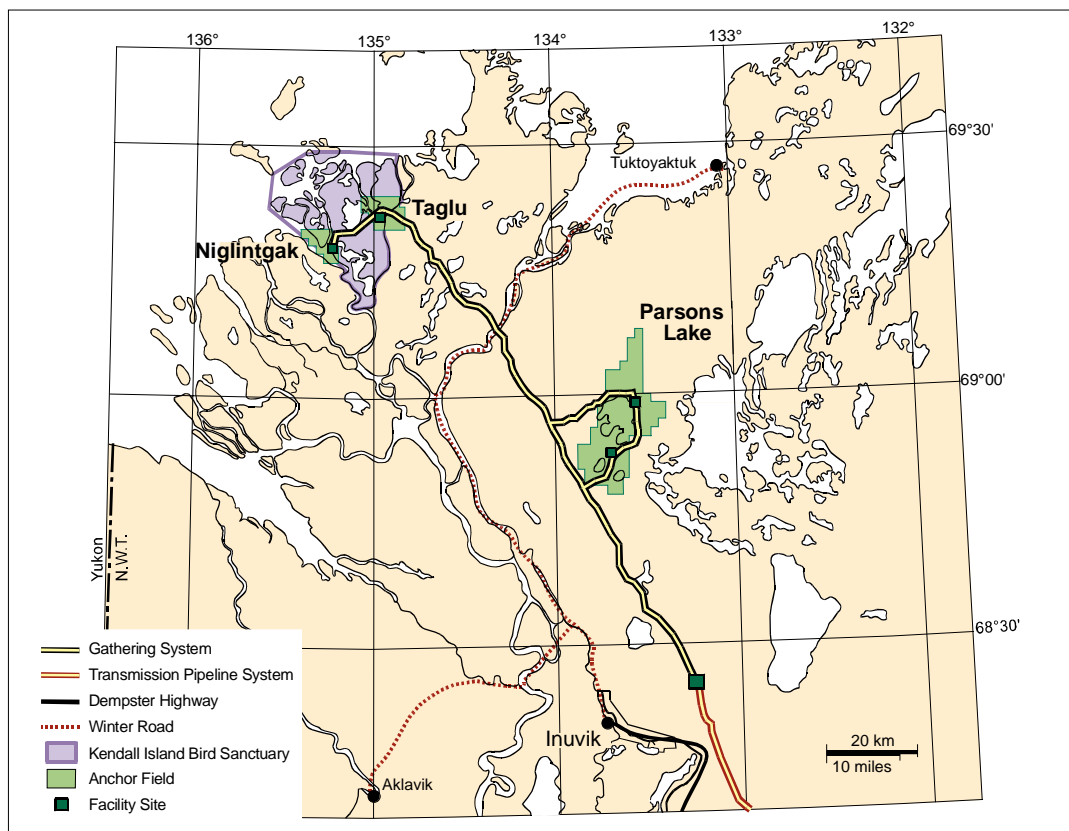 136°
135°
134°
133°
132°
69°30'
Tuktoyaktuk
Taglu
Niglintgak
Parsons
Lake
69°00'
Yukon
N.W.T.
68°30'
Gathering System
Transmission Pipeline System
Dempster Highway
Winter Road
Kendall Island Bird Sanctuary
Anchor Field
Facility Site
Inuvik
Aklavik
20 km
10 miles